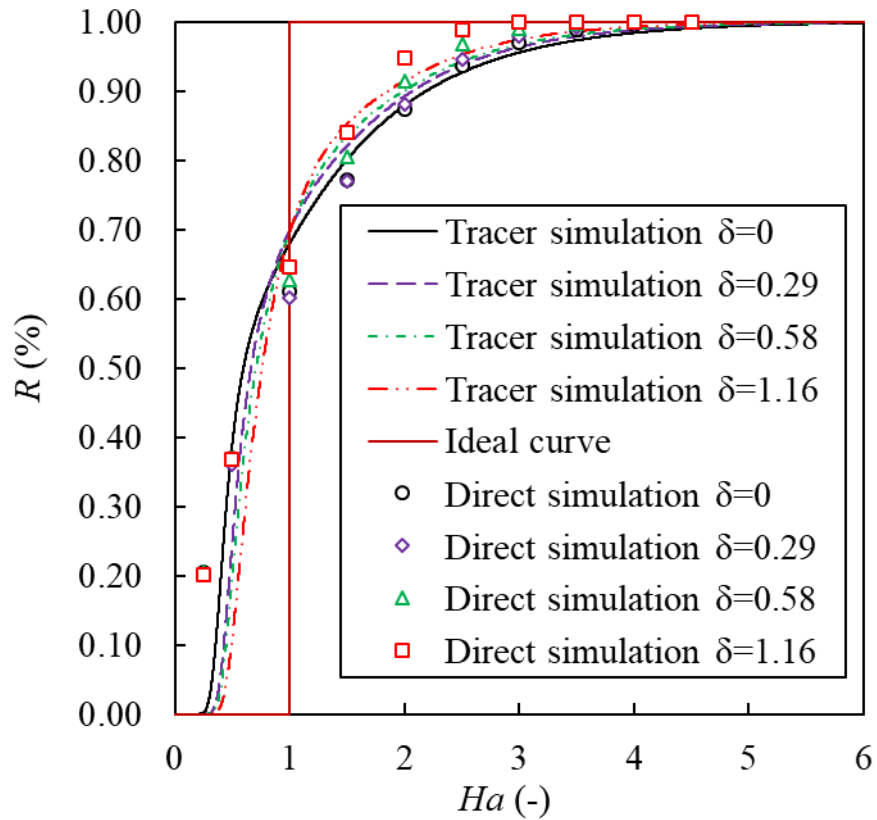 1.00
0.90
0.80
0.70
0.60
0.50
0.40
0.30
0.20
0.10
0.00
R (%)
Tracer simulation δ=0
Tracer simulation δ=0.29
Tracer simulation δ=0.58
Tracer simulation δ=1.16
Ideal curve
Direct simulation δ=0
Direct simulation δ=0.29
Direct simulation δ=0.58
Direct simulation δ=1.16
0 1 2 3 4 5 6
Ha (-)